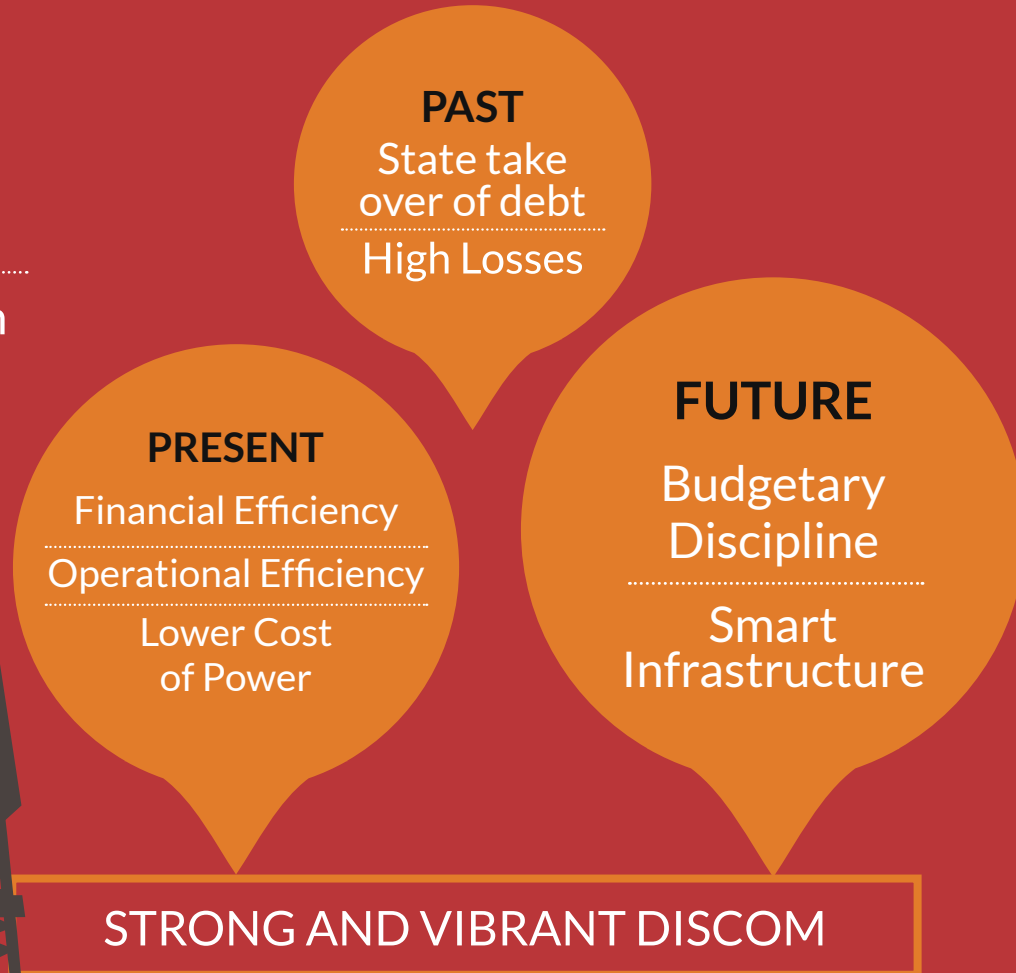 PAST
State take
over of debt
High Losses
PRESENT
Financial Efficiency
Operational Efficiency
Lower Cost
of Power
FUTURE
Budgetary
Discipline
Smart
Infrastructure
STRONG AND VIBRANT DISCOM